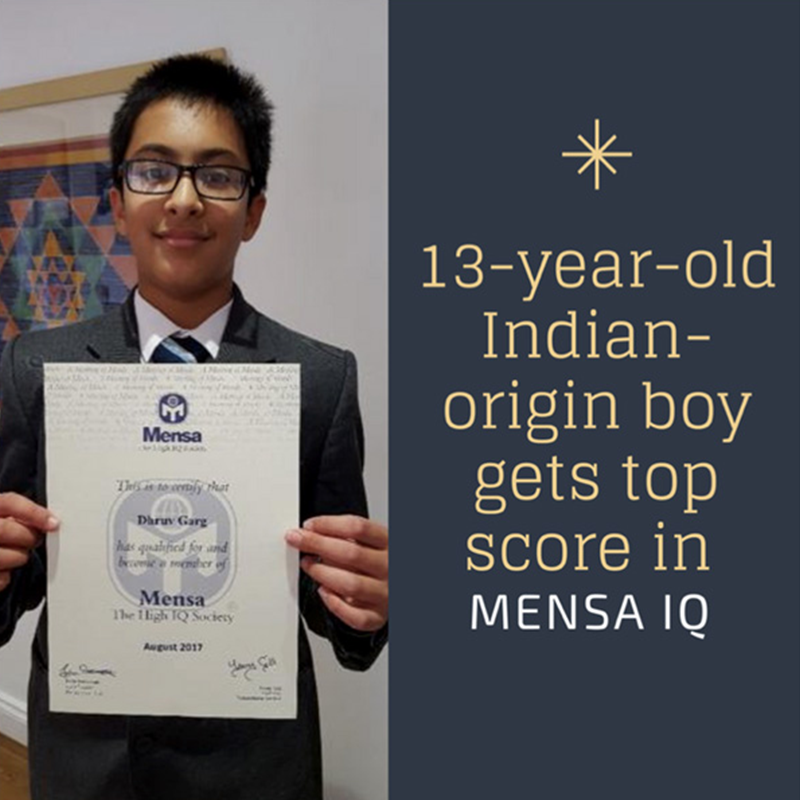 Mensa
The High IQ Society
This is to certify that
Dhruv Garg
has qualified for and
become a member of
Mensa
The High IQ Society
August 2017
13-year-old
Indian-
origin boy
gets top
score in
MENSA IQ